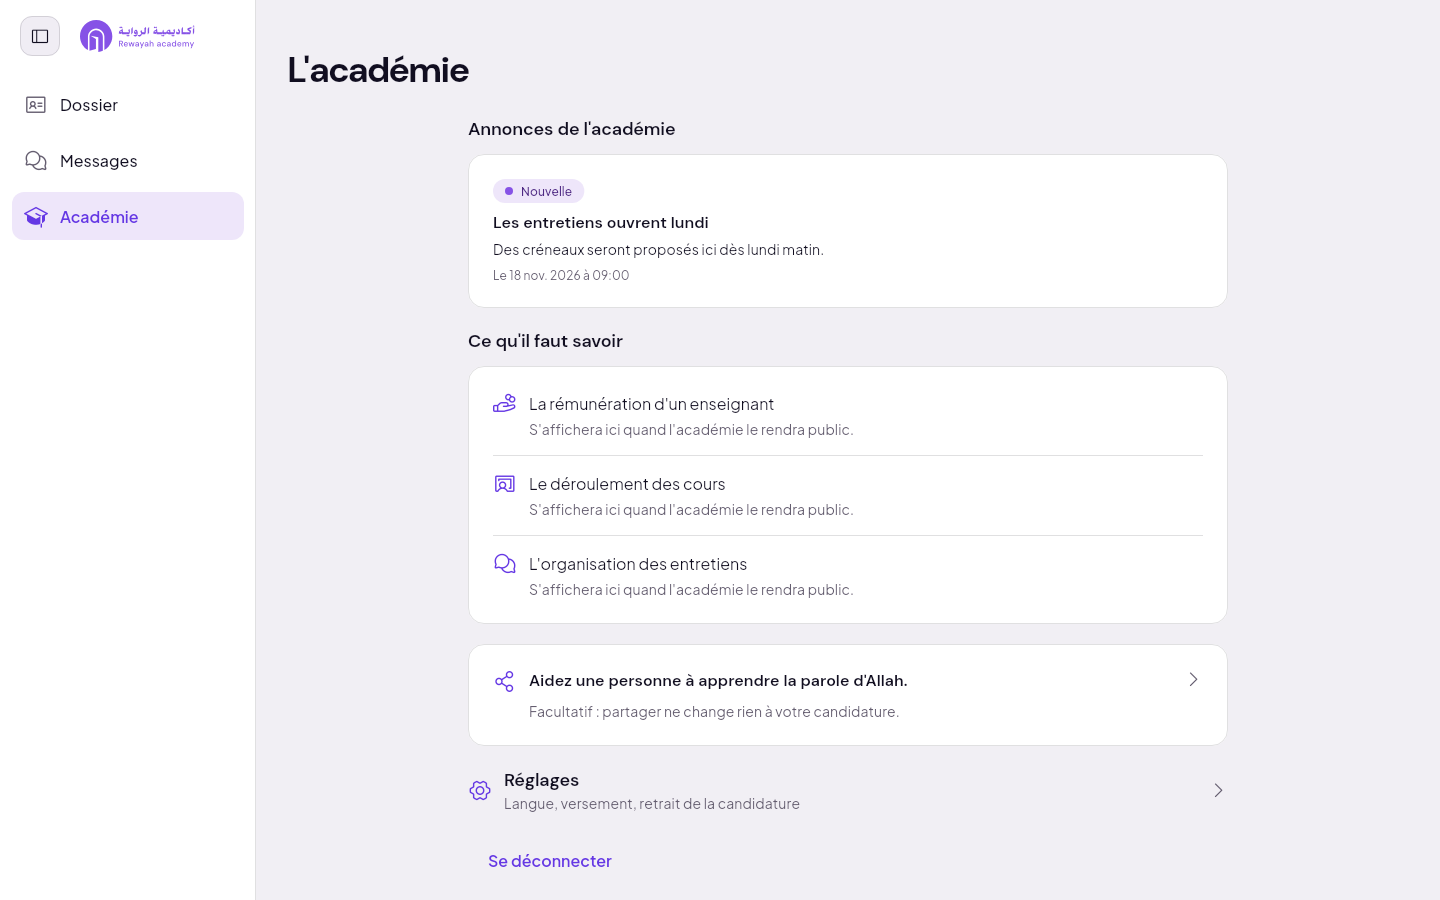 أكاديمية الرواية
Rewayah academy
Dossier
Messages
Académie
L'académie
Annonces de l'académie
Nouvelle
Les entretiens ouvrent lundi
Des créneaux seront proposés ici dès lundi matin.
Le 18 nov. 2026 à 09:00
Ce qu'il faut savoir
La rémunération d'un enseignant
S'affichera ici quand l'académie le rendra public.
Le déroulement des cours
S'affichera ici quand l'académie le rendra public.
L'organisation des entretiens
S'affichera ici quand l'académie le rendra public.
Aidez une personne à apprendre la parole d'Allah.
Facultatif : partager ne change rien à votre candidature.
Réglages
Langue, versement, retrait de la candidature
Se déconnecter